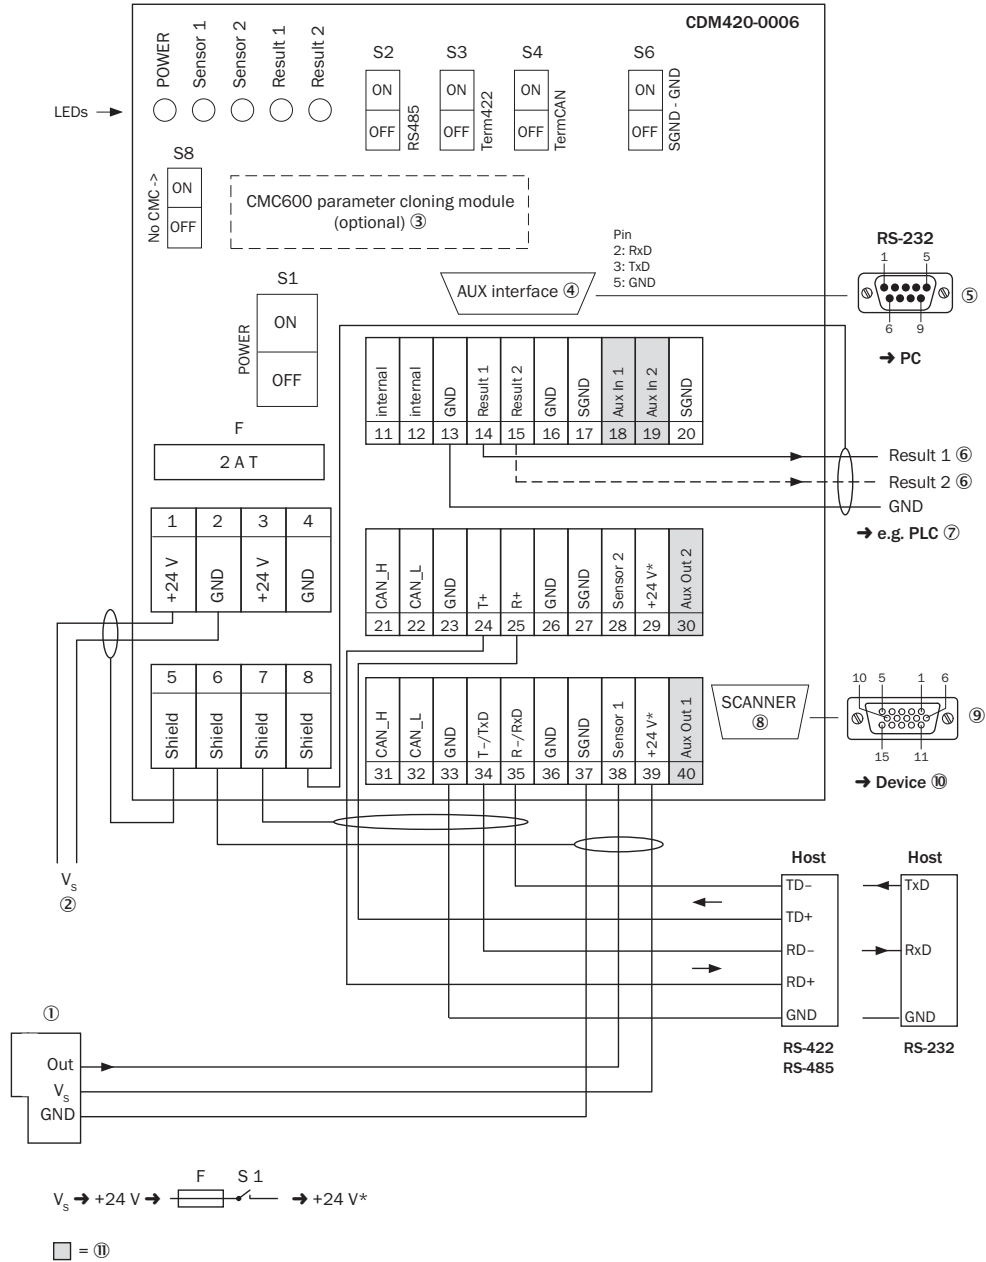 CDM420-0006
LEDs
POWER
Sensor 1
Sensor 2
Result 1
Result 2
S2
ON
OFF
RS485
S3
ON
OFF
Term422
S4
ON
OFF
TermCAN
S6
ON
OFF
SGND - GND
S8
No CMC ->
ON
OFF
CMC600 parameter cloning module
(optional) ③
Pin
2: RxD
3: TxD
5: GND
AUX interface ④
RS-232
1 5
⑤
6 9
➔ PC
S1
POWER
ON
OFF
F
2 A T
11 internal
12 internal
13 GND
14 Result 1
15 Result 2
16 GND
17 SGND
18 Aux In 1
19 Aux In 2
20 SGND
Result 1 ⑥
Result 2 ⑥
GND
➔ e.g. PLC ⑦
1 2 3 4
+24 V
GND
+24 V
GND
21 CAN_H
22 CAN_L
23 GND
24 T+
25 R+
26 GND
27 SGND
28 Sensor 2
29 +24 V*
30 Aux Out 2
5 6 7 8
Shield
Shield
Shield
Shield
31 CAN_H
32 CAN_L
33 GND
34 T-/TxD
35 R-/RxD
36 GND
37 SGND
38 Sensor 1
39 +24 V*
40 Aux Out 1
SCANNER
⑧
10 5 1 6
⑨
15 11
➔ Device ⑩
Vs
②
Host
TD-
TD+
RD-
RD+
GND
RS-422
RS-485
Host
TxD
RxD
GND
RS-232
①
Out
Vs
GND
F S 1
Vs ➔ +24 V ➔ ➔ +24 V*
= ⑪